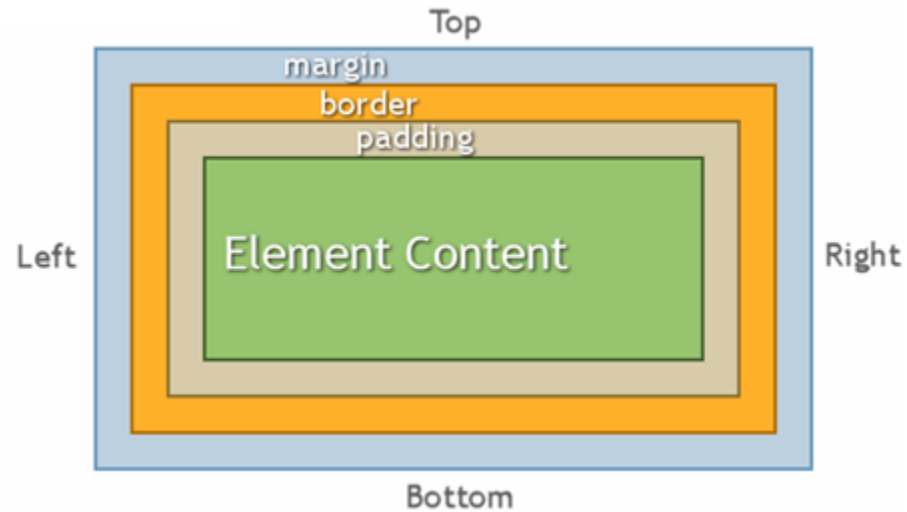 Top
margin
border
padding
Left
Element Content
Right
Bottom